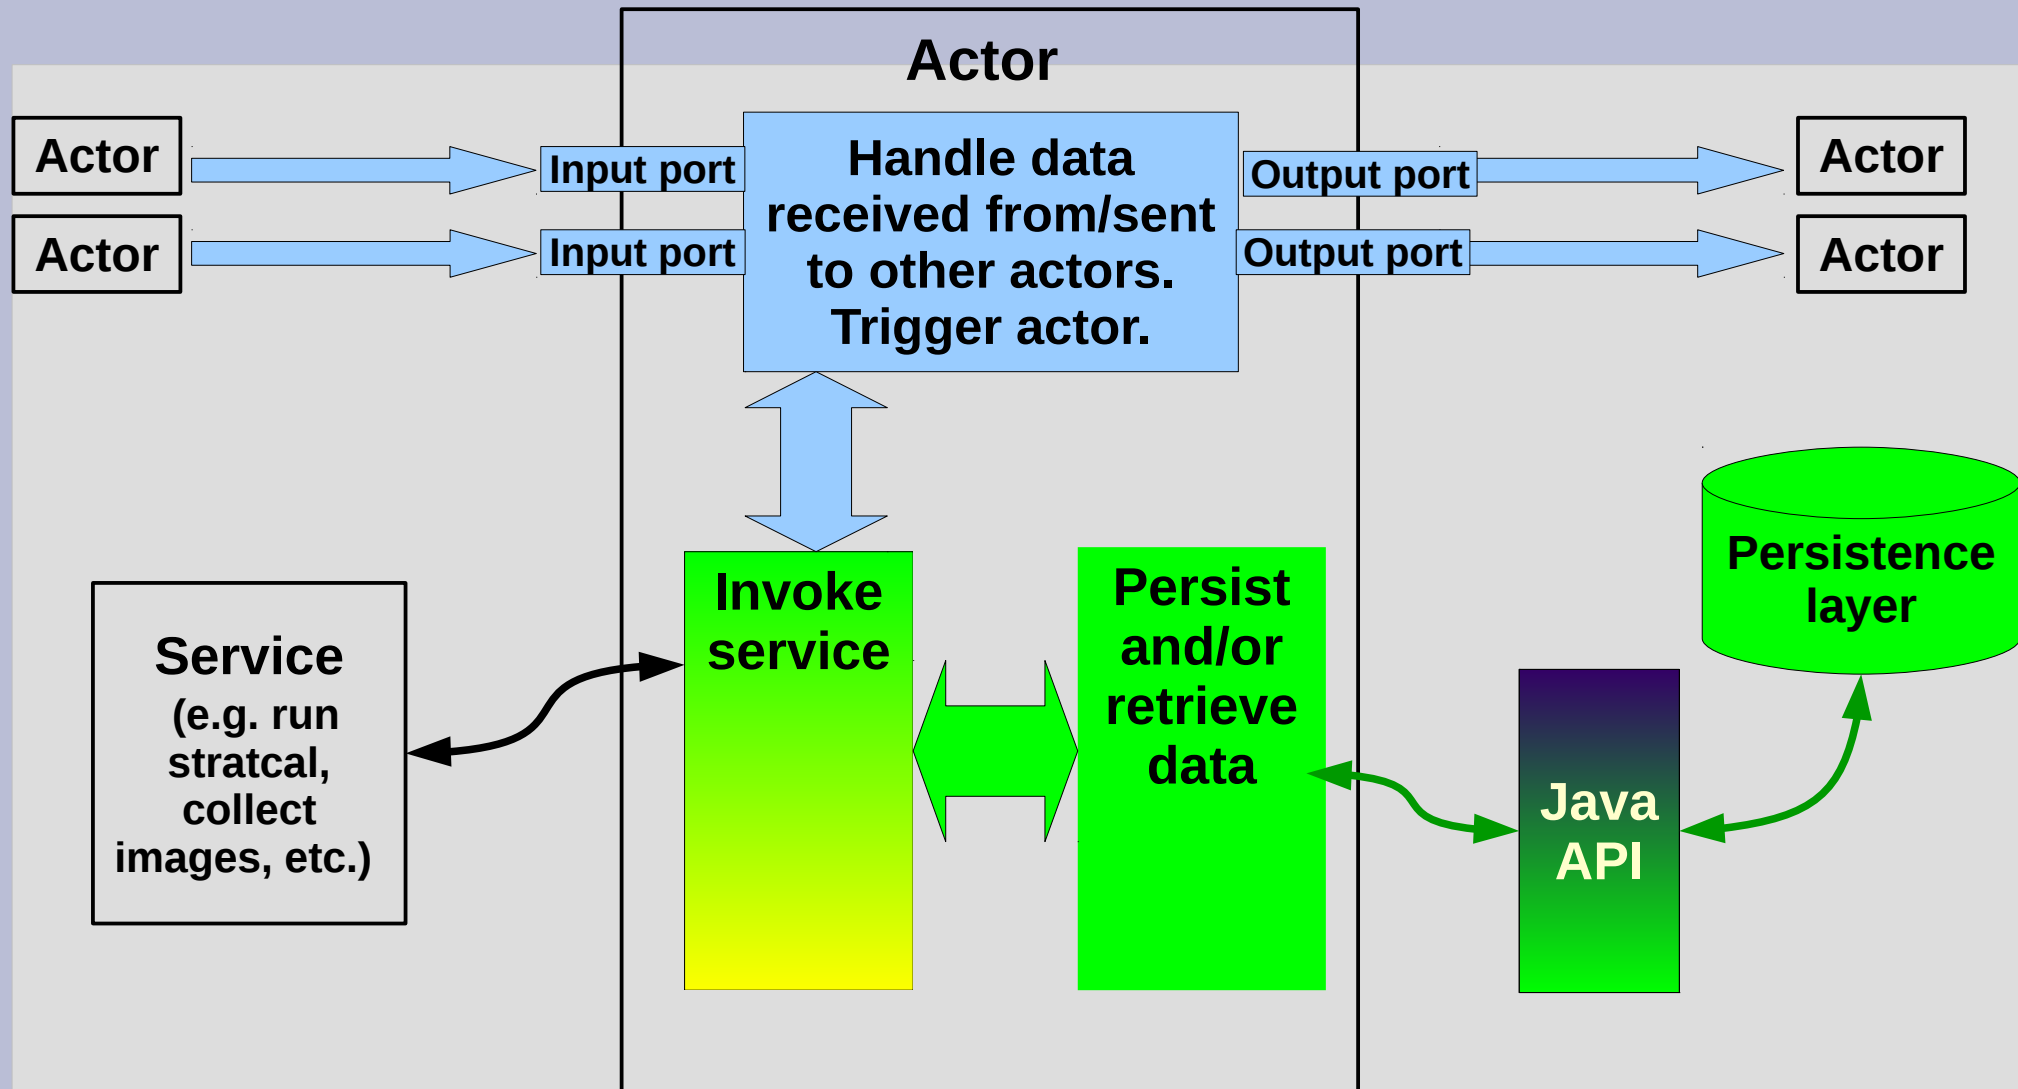 Actor
Actor
Actor
Input port
Input port
Handle data
received from/sent
to other actors.
Trigger actor.
Output port
Output port
Actor
Actor
Service
(e.g. run
stratcal,
collect
images, etc.)
Invoke
service
Persist
and/or
retrieve
data
Java
API
Persistence
layer